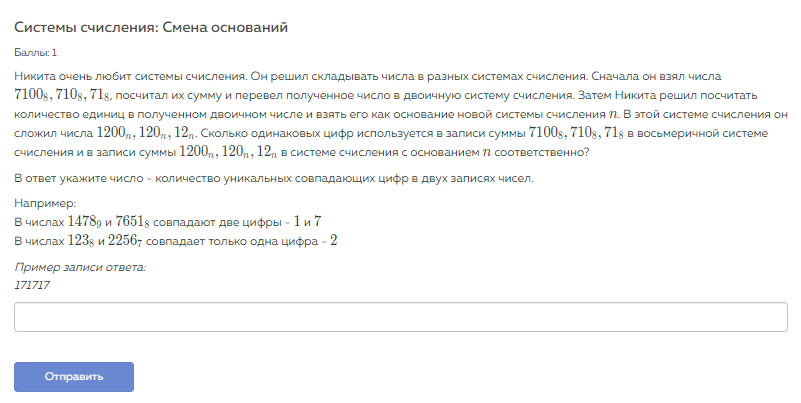 Системы счисления: Смена оснований
Баллы: 1
Никита очень любит системы счисления. Он решил складывать числа в разных системах счисления. Сначала он взял числа
7100₈, 710₈, 71₈, посчитал их сумму и перевел полученное число в двоичную систему счисления. Затем Никита решил посчитать
количество единиц в полученном двоичном числе и взять его как основание новой системы счисления n. В этой системе счисления он
сложил числа 1200ₙ, 120ₙ, 12ₙ. Сколько одинаковых цифр используется в записи суммы 7100₈, 710₈, 71₈ в восьмеричной системе
счисления и в записи суммы 1200ₙ, 120ₙ, 12ₙ в системе счисления с основанием n соответственно?
В ответ укажите число - количество уникальных совпадающих цифр в двух записях чисел.
Например:
В числах 1478₉ и 7651₈ совпадают две цифры - 1 и 7
В числах 123₈ и 2256₇ совпадает только одна цифра - 2
Пример записи ответа:
171717
Отправить